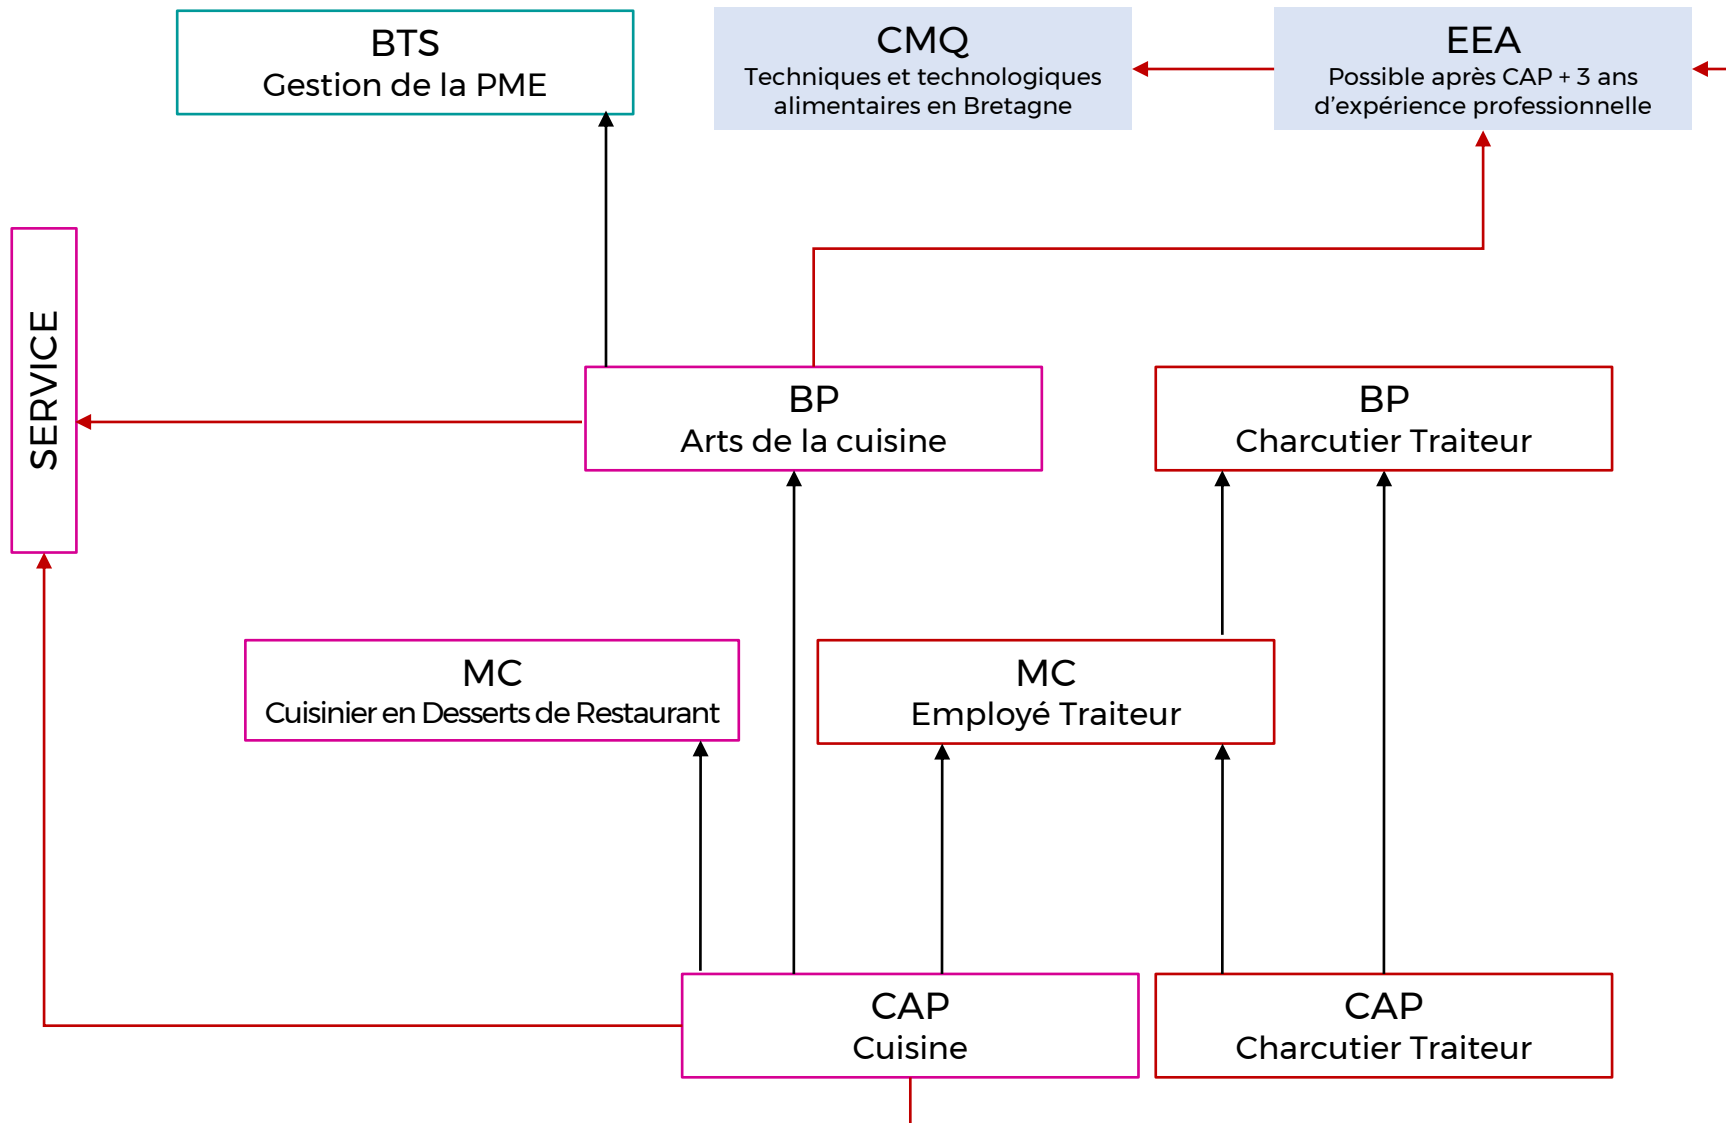 BTS
Gestion de la PME
CMQ
Techniques et technologiques
alimentaires en Bretagne
EEA
Possible après CAP + 3 ans
d’expérience professionnelle
SERVICE
BP
Arts de la cuisine
BP
Charcutier Traiteur
MC
Cuisinier en Desserts de Restaurant
MC
Employé Traiteur
CAP
Cuisine
CAP
Charcutier Traiteur